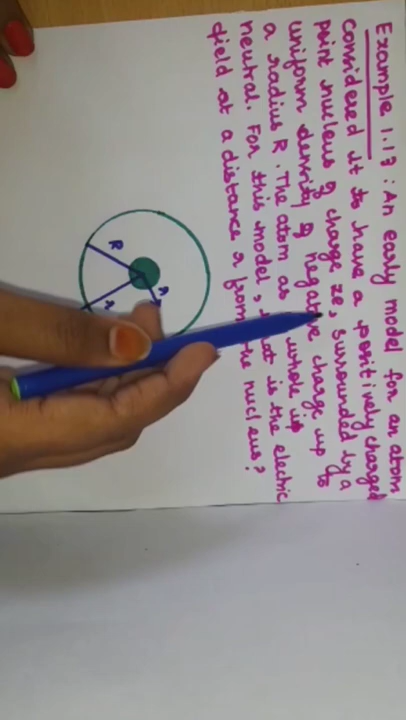 Example 1.13 : An early model for an atom
considered it to have a positively charged
point nucleus of charge ze, surrounded by a
uniform density of negative charge up to
a radius R. The atom as whole is
neutral. For this model, what is the electric
field at a distance r from the nucleus?
R
r
r